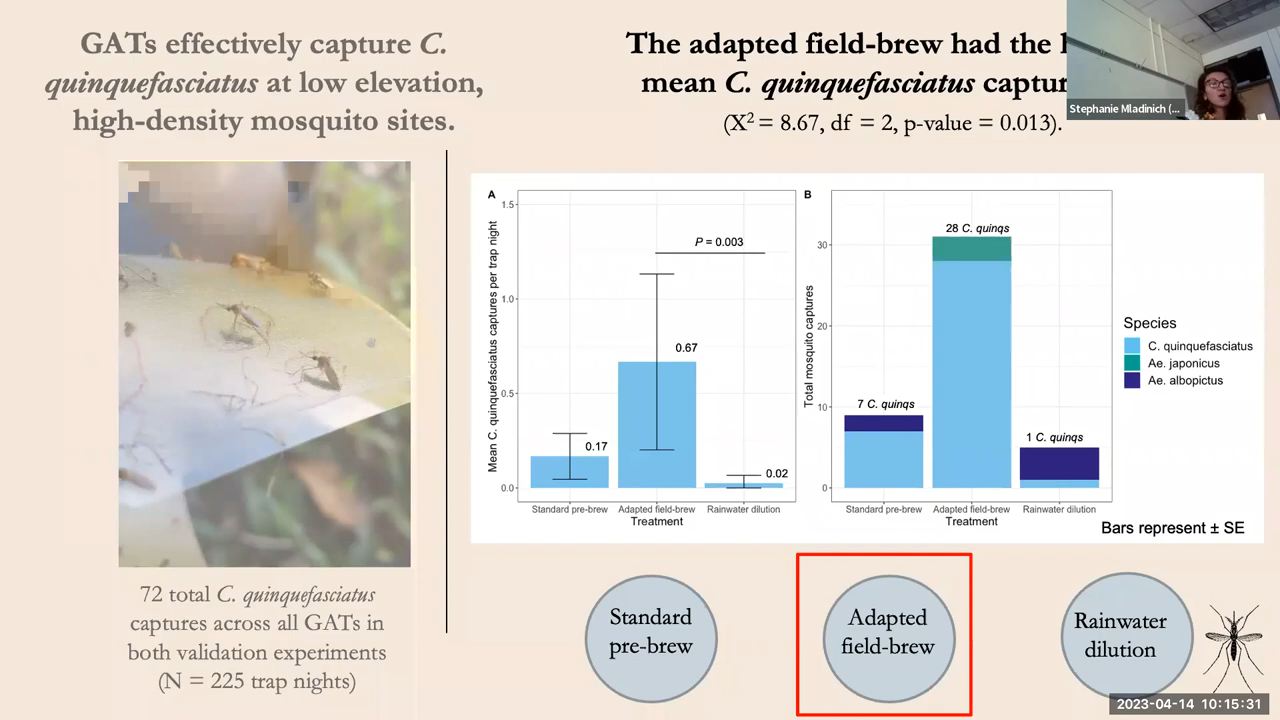 GATs effectively capture C.
quinquefasciatus at low elevation,
high-density mosquito sites.
72 total C. quinquefasciatus
captures across all GATs in
both validation experiments
(N = 225 trap nights)
The adapted field-brew had the
mean C. quinquefasciatus
(X² = 8.67, df = 2, p-value = 0.013).
Stephanie Mladinich (...
A
Mean C. quinquefasciatus captures per trap night
1.5
1.0
0.5
0.0
P = 0.003
0.17
0.67
0.02
Standard pre-brew
Adapted field-brew
Rainwater dilution
Treatment
B
Total mosquito captures
30
20
10
0
7 C. quinqs
28 C. quinqs
1 C. quinqs
Standard pre-brew
Adapted field-brew
Rainwater dilution
Treatment
Species
C. quinquefasciatus
Ae. japonicus
Ae. albopictus
Bars represent ± SE
Standard
pre-brew
Adapted
field-brew
Rainwater
dilution
2023-04-14 10:15:31